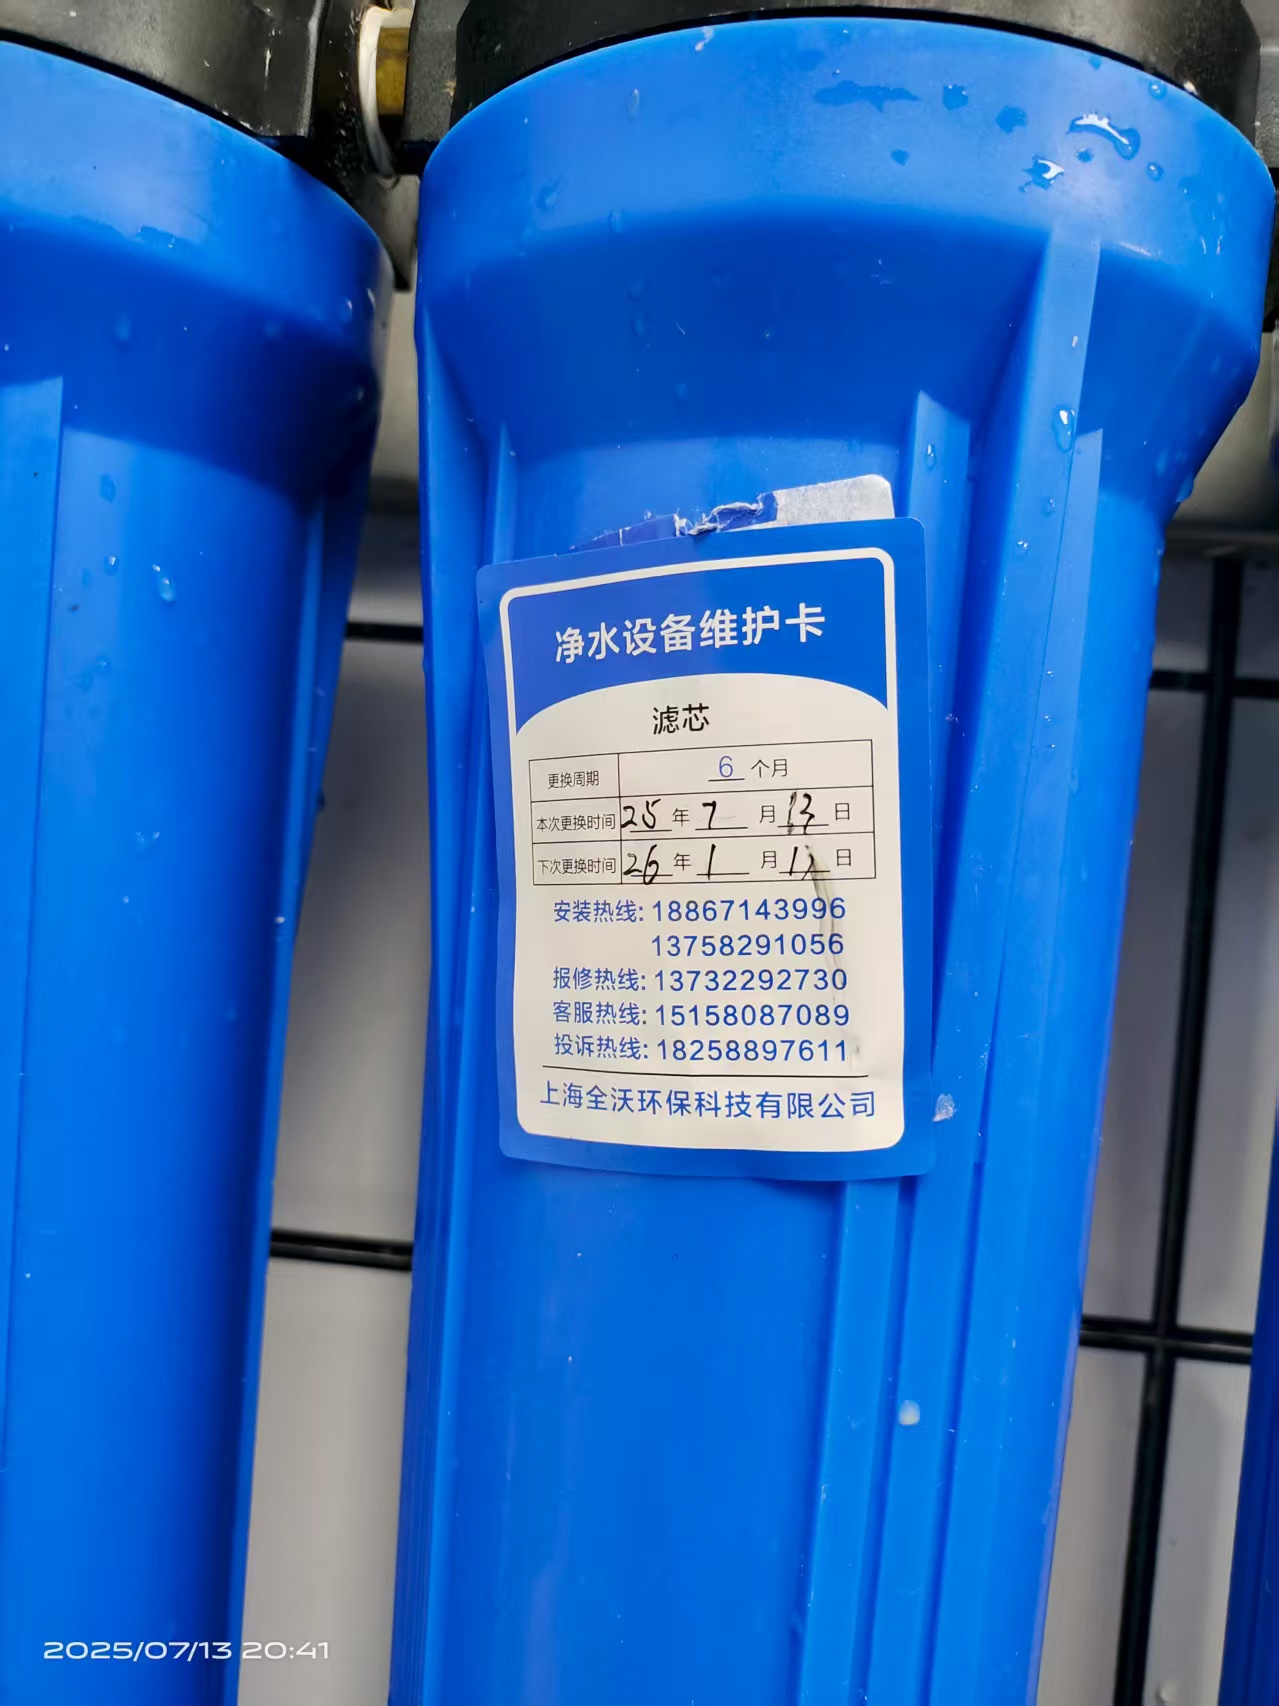 净水设备维护卡
滤芯
更换周期 6 个月
本次更换时间 25 年 7 月 13 日
下次更换时间 26 年 1 月 日
安装热线: 18867143996
13758291056
报修热线: 13732292730
客服热线: 15158087089
投诉热线: 18258897611
上海全沃环保科技有限公司
2025/07/13 20:41